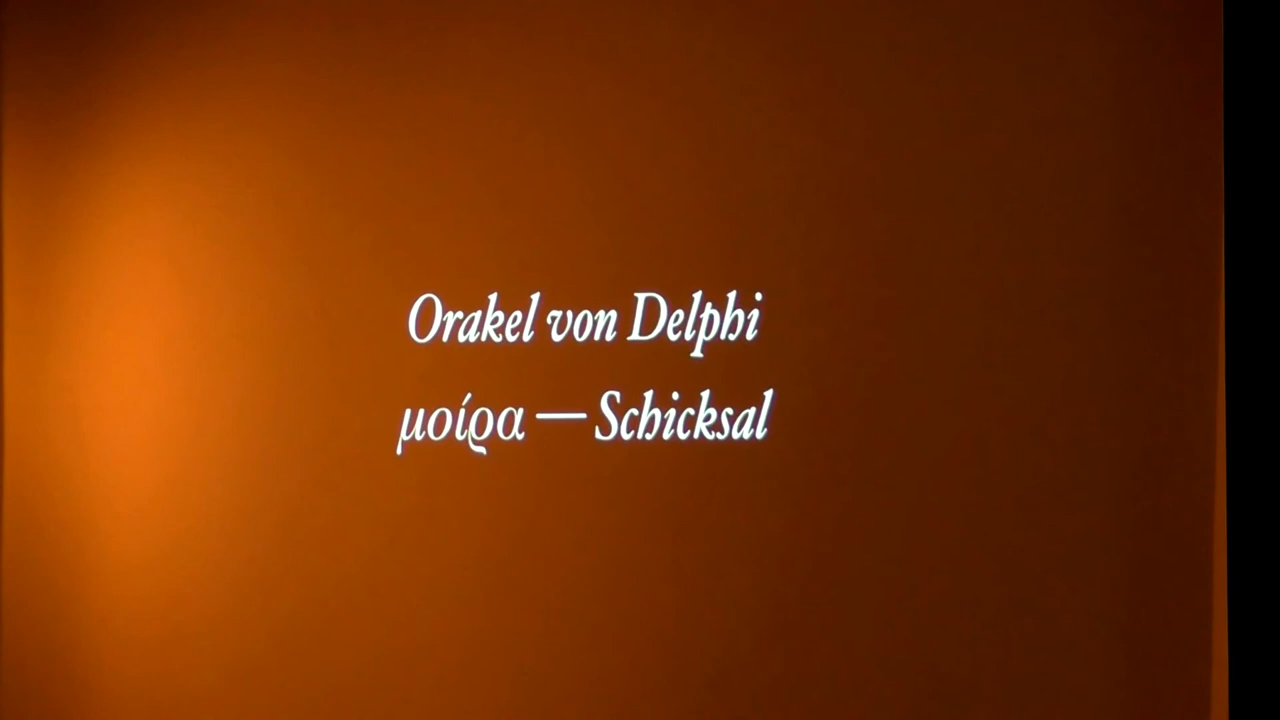 Orakel von Delphi
μοίρα — Schicksal